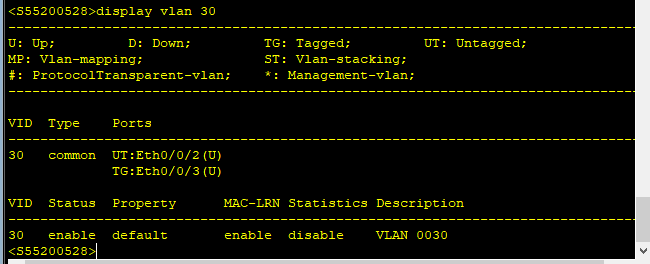 <S55200528>display vlan 30
--------------------------------------------------------------------------------
U: Up;         D: Down;         TG: Tagged;         UT: Untagged;
MP: Vlan-mapping;               ST: Vlan-stacking;
#: ProtocolTransparent-vlan;    *: Management-vlan;
--------------------------------------------------------------------------------
VID  Type    Ports
--------------------------------------------------------------------------------
30   common  UT:Eth0/0/2(U)
             TG:Eth0/0/3(U)
VID  Status  Property      MAC-LRN Statistics Description
--------------------------------------------------------------------------------
30   enable  default       enable  disable    VLAN 0030
<S55200528>